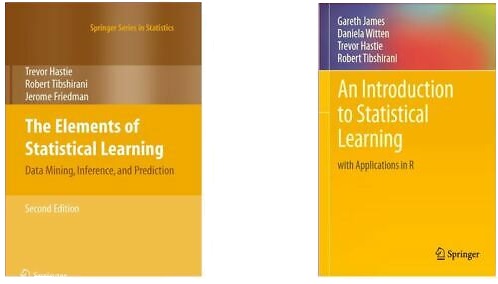 Springer Series in Statistics
Trevor Hastie
Robert Tibshirani
Jerome Friedman
The Elements of
Statistical Learning
Data Mining, Inference, and Prediction
Second Edition
Springer
Gareth James
Daniela Witten
Trevor Hastie
Robert Tibshirani
An Introduction
to Statistical
Learning
with Applications in R
Springer